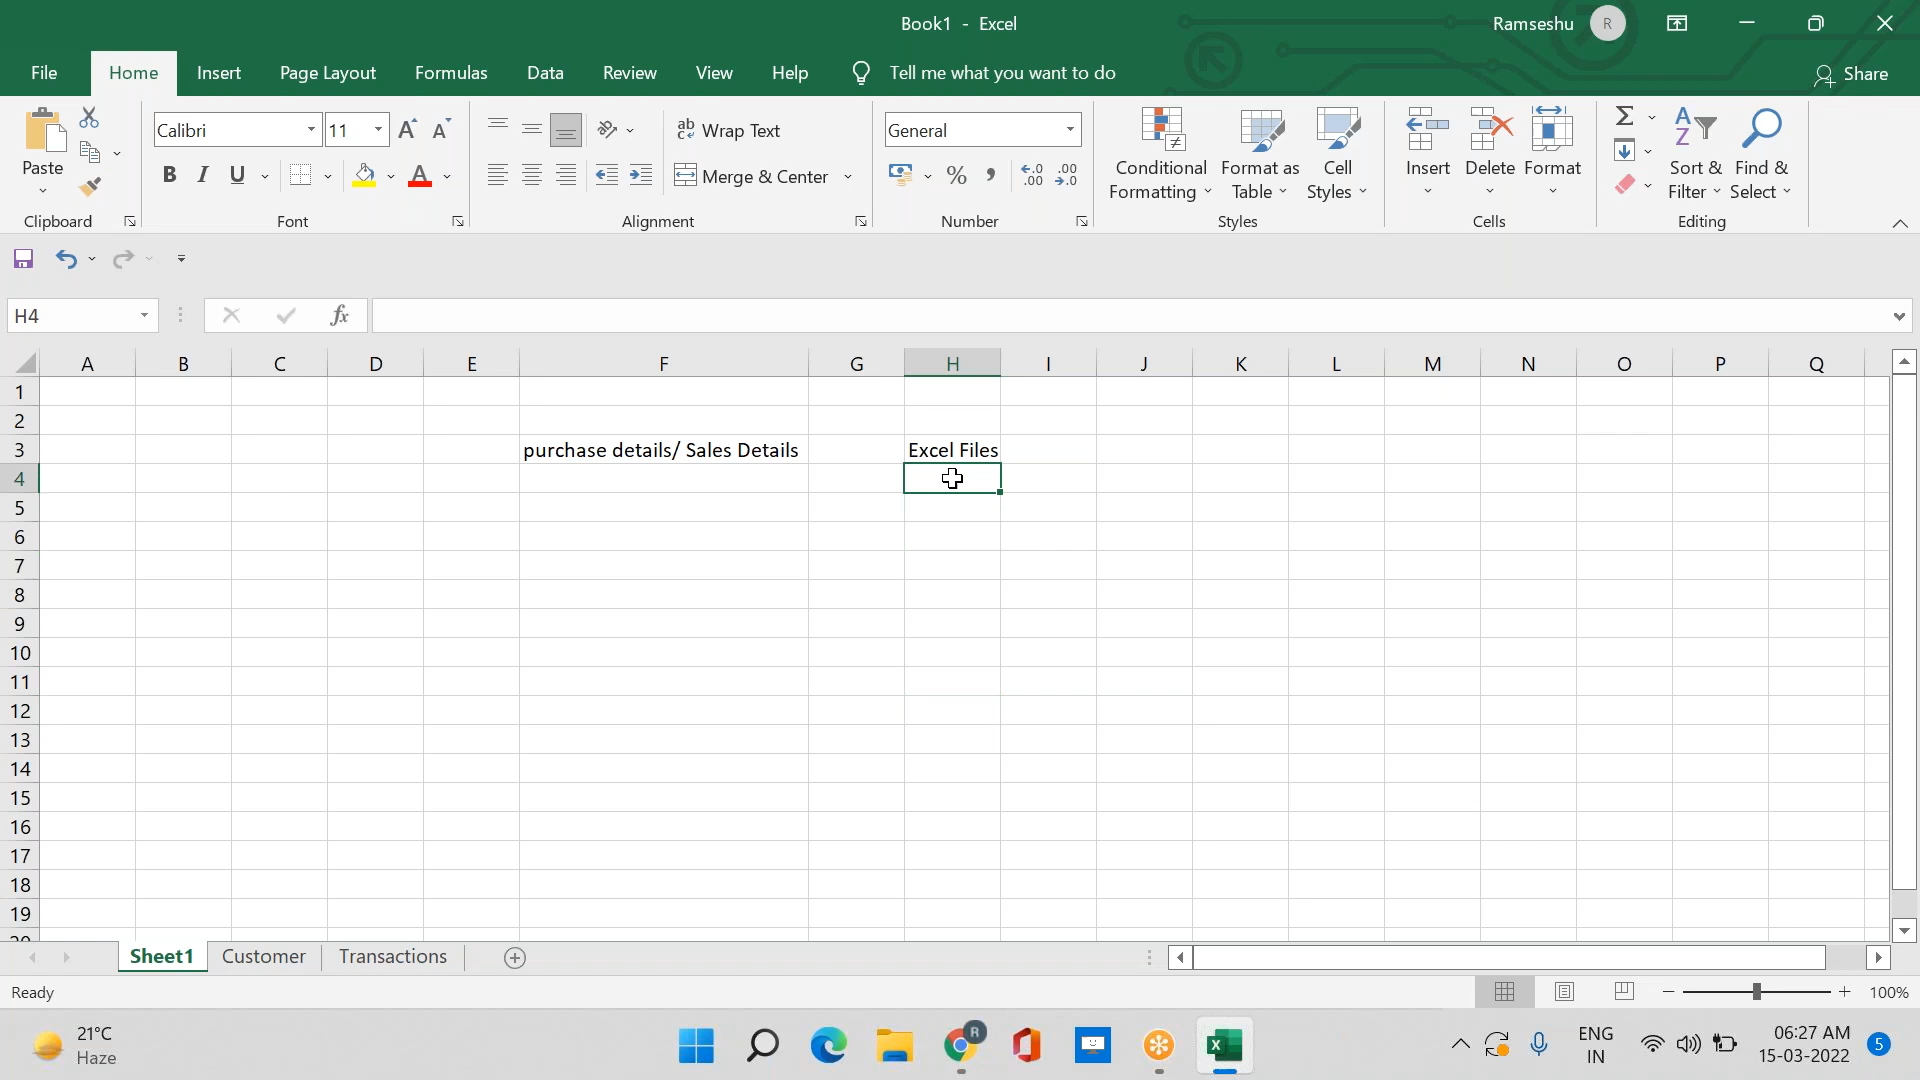 Book1 - Excel
Ramseshu
R
File
Home
Insert
Page Layout
Formulas
Data
Review
View
Help
Tell me what you want to do
Share
Paste
Clipboard
Calibri
11
B I U
Font
Wrap Text
Merge & Center
Alignment
General
Number
Conditional
Formatting
Format as
Table
Cell
Styles
Styles
Insert
Delete
Format
Cells
Sort &
Filter
Find &
Select
Editing
H4
fx
A B C D E F G H I J K L M N O P Q
1
2
3 purchase details/ Sales Details Excel Files
4
5
6
7
8
9
10
11
12
13
14
15
16
17
18
19
20
Sheet1
Customer
Transactions
Ready
100%
21°C
Haze
R
ENG
IN
06:27 AM
15-03-2022
5